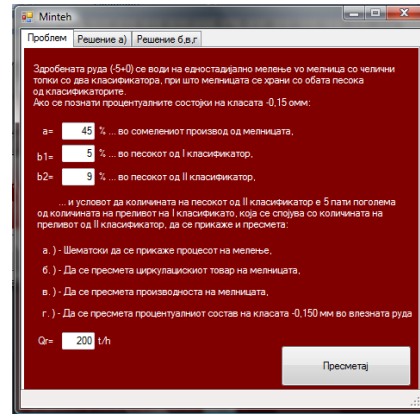 Minteh
Проблем Решение а) Решение б,в,г
Здробената руда (-5+0) се води на едностадијално мелење vo мелница со челични
топки со два класификатора, при што мелницата се храни со обата песока
од класификаторите.
Ако се познати процентуалните состојки на класата -0,15 омм:
a= 45 % ... во сомелениот производ од мелницата,
b1= 5 % ... во песокот од I класификатор,
b2= 9 % ... во песокот од II класификатор,
... и условот да количината на песокот од II класификатор е 5 пати поголема
од количината на преливот на I класификато, која се спојува со количината на
преливот од II класификатор, да се прикаже и пресмета:
а. ) - Шематски да се прикаже процесот на мелење,
б. ) - Да се пресмета циркулацискиот товар на мелницата,
в. ) - Да се пресмета производноста на мелницата,
г. ) - Да се пресмета процентуалниот состав на класата -0,150 мм во влезната руда
Qr= 200 t/h
Пресметај